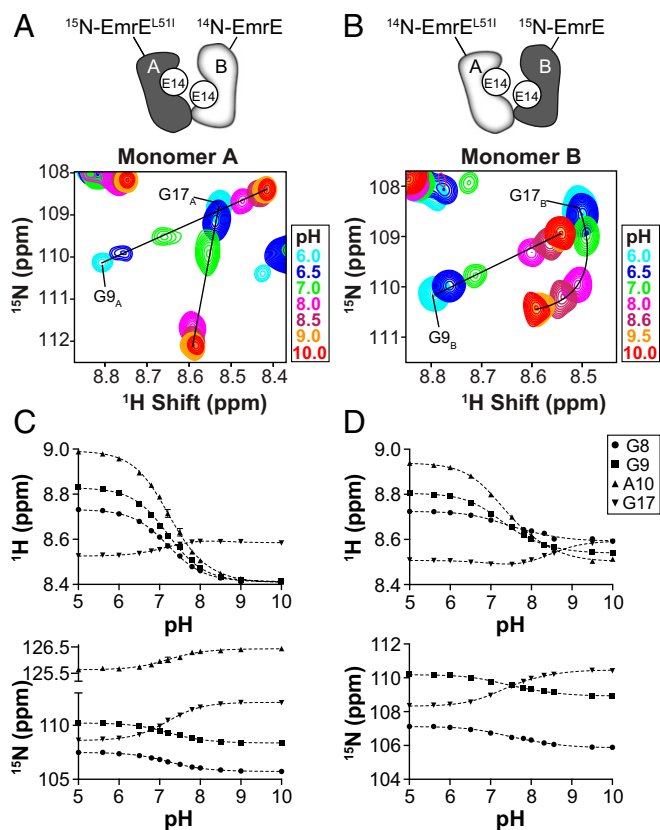 A
¹⁵N-EmrEᴸ⁵¹ᴵ ¹⁴N-EmrE
A B
E14 E14
Monomer A
108
109
110
111
112
¹⁵N (ppm)
G17A
G9A
pH
6.0
6.5
7.0
8.0
8.5
9.0
10.0
8.8 8.7 8.6 8.5 8.4
¹H Shift (ppm)
B
¹⁴N-EmrEᴸ⁵¹ᴵ ¹⁵N-EmrE
A B
E14 E14
Monomer B
108
109
110
111
¹⁵N (ppm)
G17B
G9B
pH
6.0
6.5
7.0
8.0
8.6
9.5
10.0
8.8 8.7 8.6 8.5
¹H Shift (ppm)
C
9.0
8.8
8.6
8.4
¹H (ppm)
5 6 7 8 9 10
pH
126.5
125.5
110
105
¹⁵N (ppm)
5 6 7 8 9 10
pH
D
G8
G9
A10
G17
9.0
8.8
8.6
8.4
¹H (ppm)
5 6 7 8 9 10
pH
112
110
108
106
104
¹⁵N (ppm)
5 6 7 8 9 10
pH